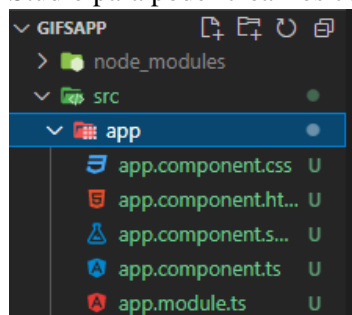 GIFSAPP
node_modules
src
app
app.component.css U
app.component.ht... U
app.component.s... U
app.component.ts U
app.module.ts U